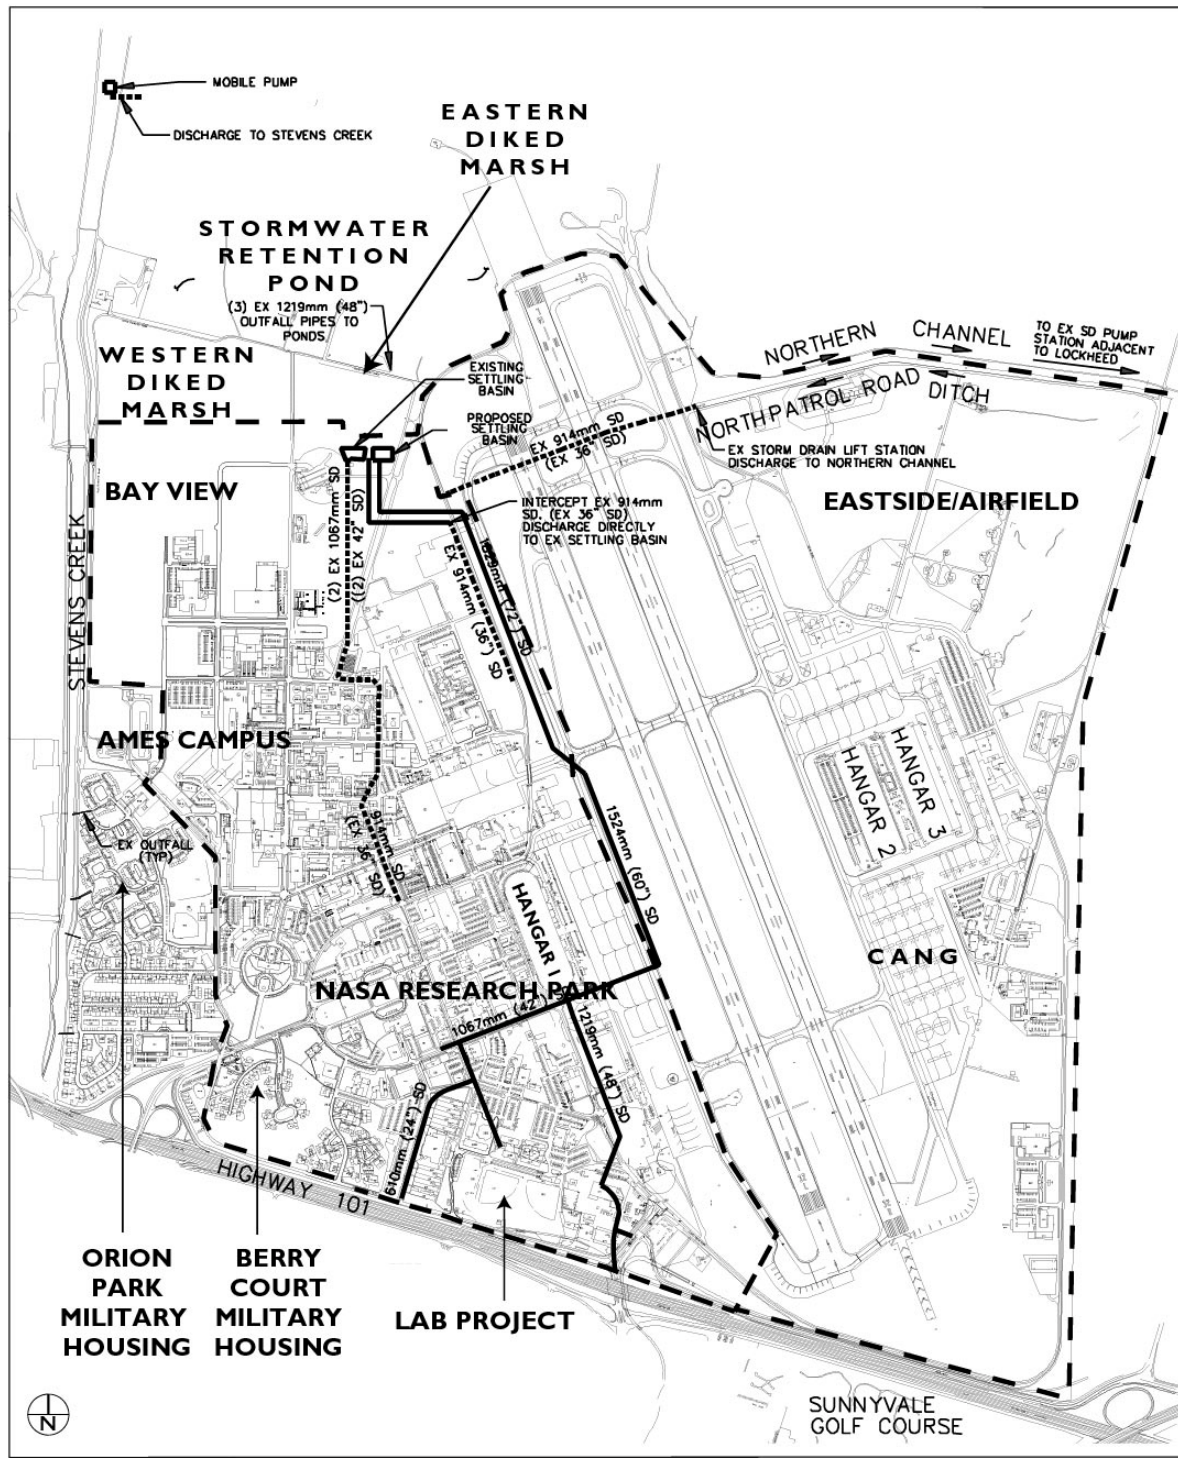 MOBILE PUMP
DISCHARGE TO STEVENS CREEK
EASTERN
DIKED
MARSH
STORMWATER
RETENTION
POND
(3) EX 1219mm (48")
OUTFALL PIPES TO
PONDS
WESTERN
DIKED
MARSH
EXISTING
SETTLING
BASIN
PROPOSED
SETTLING
BASIN
NORTHERN CHANNEL
TO EX SD PUMP
STATION ADJACENT
TO LOCKHEED
NORTH PATROL ROAD DITCH
EX 914mm SD
(EX 36" SD)
EX STORM DRAIN LIFT STATION
DISCHARGE TO NORTHERN CHANNEL
BAY VIEW
EASTSIDE/AIRFIELD
INTERCEPT EX 914mm
SD. (EX 36" SD)
DISCHARGE DIRECTLY
TO EX SETTLING BASIN
(2) EX 1067mm SD
((2) EX 42" SD)
1829mm (72") SD
EX 914mm (36") SD
STEVENS CREEK
AMES CAMPUS
HANGAR 3
HANGAR 2
EX OUTFALL
(TYP)
914mm SD
(EX 36" SD)
1524mm (60") SD
HANGAR 1
CANG
NASA RESEARCH PARK
1067mm (42") SD
1219mm (48") SD
610mm (24") SD
HIGHWAY 101
ORION
PARK
MILITARY
HOUSING
BERRY
COURT
MILITARY
HOUSING
LAB PROJECT
SUNNYVALE
GOLF COURSE
N